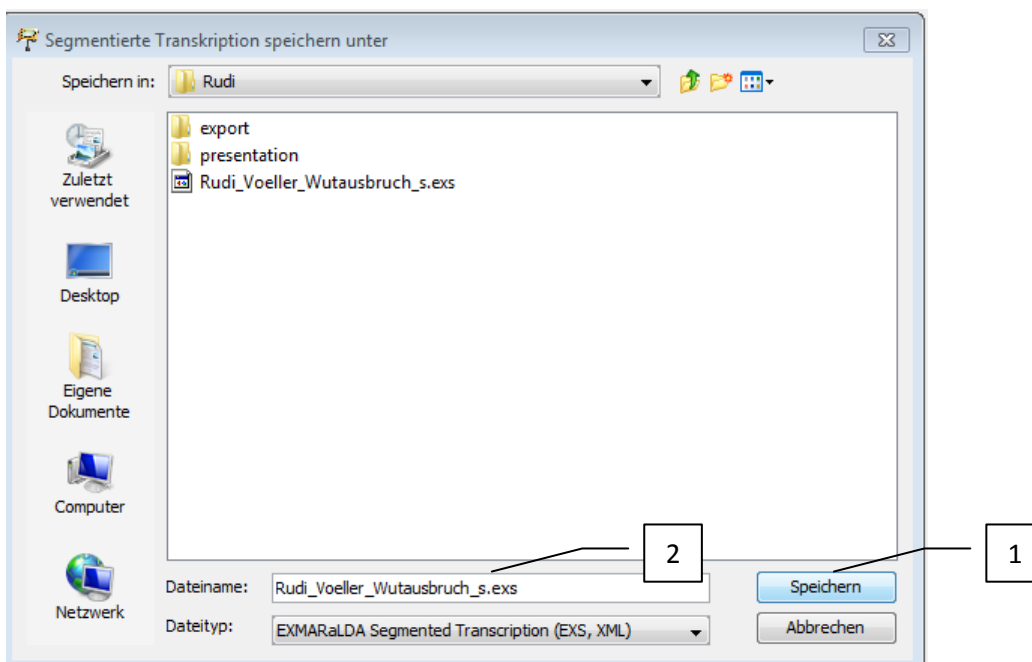 Segmentierte Transkription speichern unter
Speichern in: Rudi
export
presentation
Rudi_Voeller_Wutausbruch_s.exs
Zuletzt
verwendet
Desktop
Eigene
Dokumente
Computer
Netzwerk
2
1
Dateiname: Rudi_Voeller_Wutausbruch_s.exs Speichern
Dateityp: EXMARaLDA Segmented Transcription (EXS, XML) Abbrechen